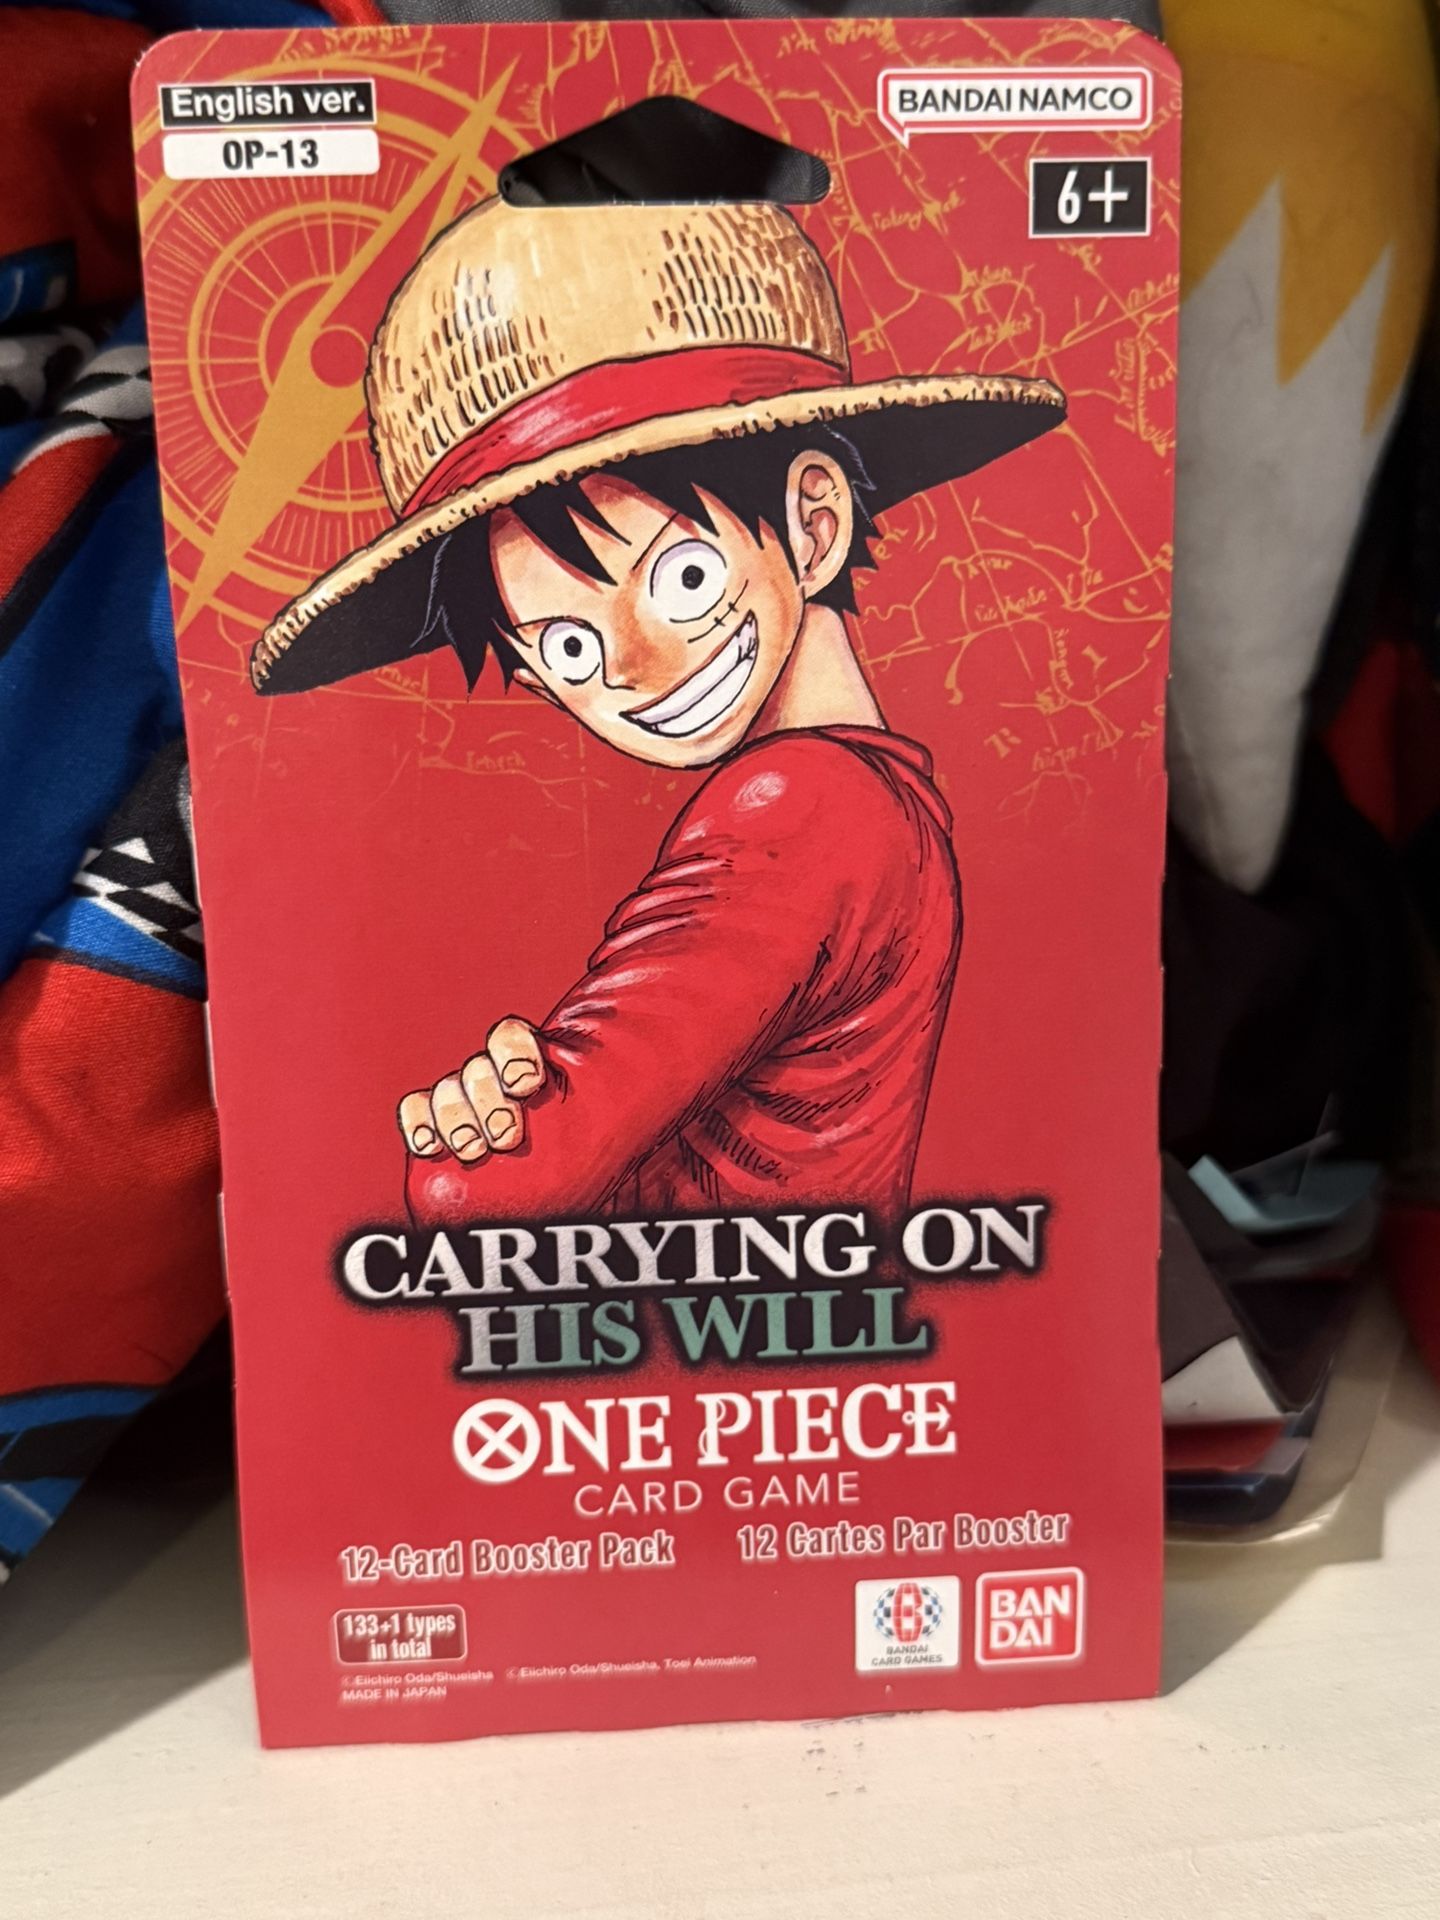 English ver.
OP-13
BANDAI NAMCO
6+
CARRYING ON
HIS WILL
ONE PIECE
CARD GAME
12-Card Booster Pack
12 Cartes Par Booster
133+1 types
in total
©Eiichiro Oda/Shueisha ©Eiichiro Oda/Shueisha, Toei Animation
MADE IN JAPAN
BANDAI
CARD GAMES
BAN
DAI